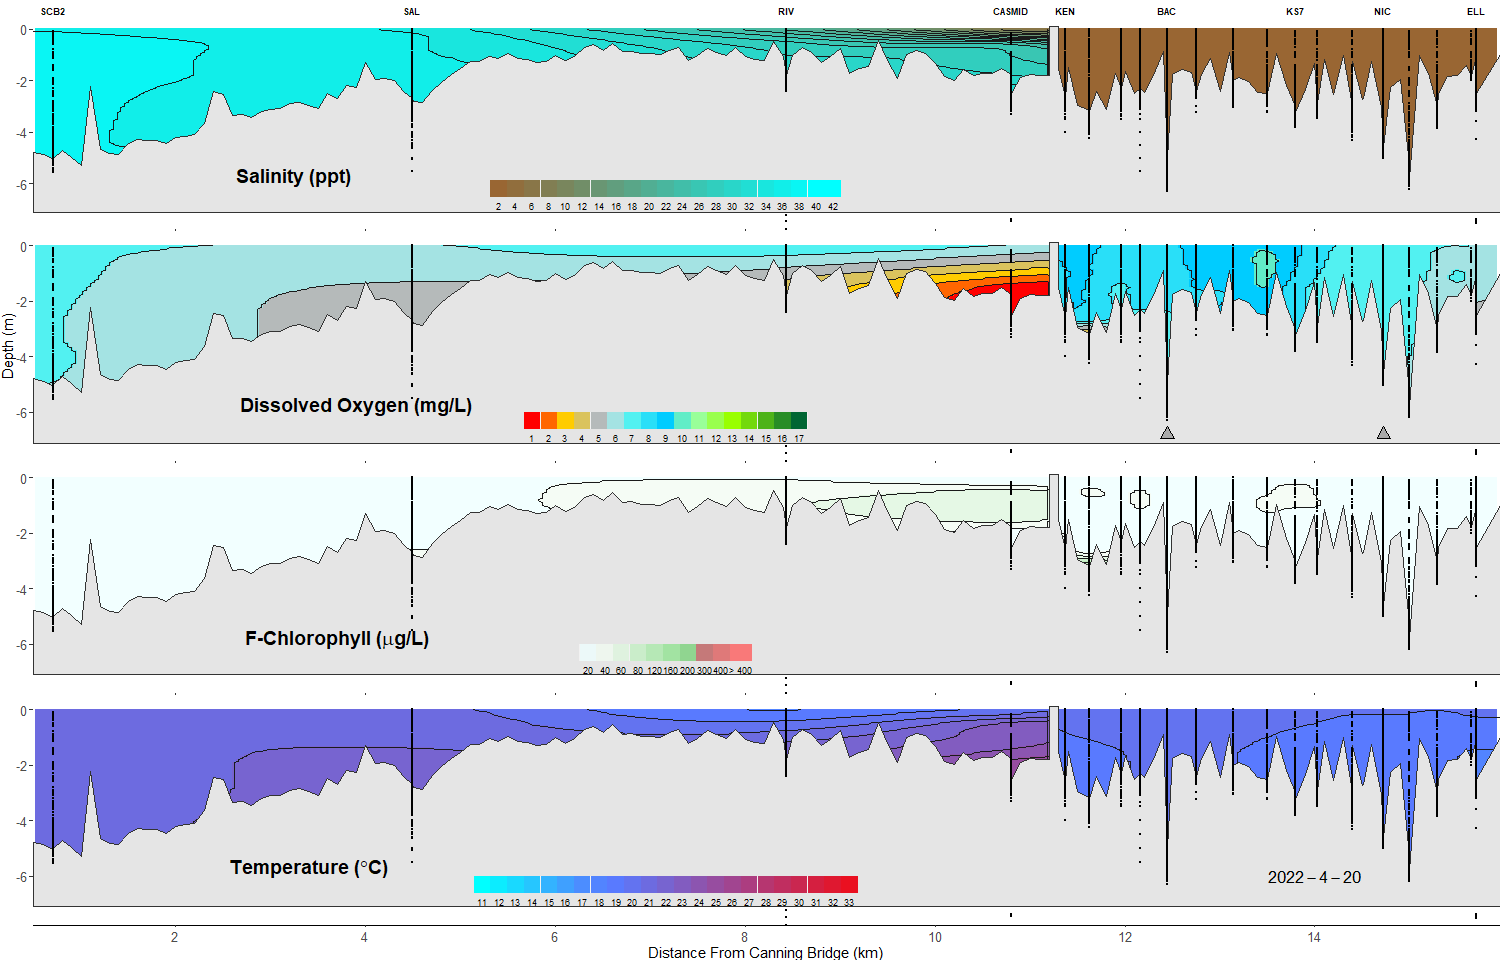 SCB2 SAL RIV CASMID KEN BAC KS7 NIC ELL
0
-2
-4
-6
Salinity (ppt)
2 4 6 8 10 12 14 16 18 20 22 24 26 28 30 32 34 36 38 40 42
0
-2
-4
-6
Depth (m)
Dissolved Oxygen (mg/L)
1 2 3 4 5 6 7 8 9 10 11 12 13 14 15 16 17
0
-2
-4
-6
F-Chlorophyll (μg/L)
20 40 60 80 120 160 200 300 400 > 400
0
-2
-4
-6
Temperature (°C)
2022 – 4 – 20
11 12 13 14 15 16 17 18 19 20 21 22 23 24 25 26 27 28 29 30 31 32 33
2 4 6 8 10 12 14
Distance From Canning Bridge (km)